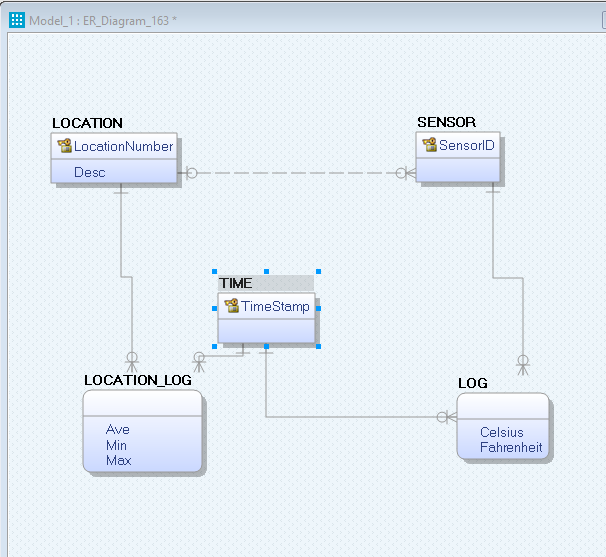 Model_1 : ER_Diagram_163 *
LOCATION
LocationNumber
Desc
SENSOR
SensorID
TIME
TimeStamp
LOCATION_LOG
Ave
Min
Max
LOG
Celsius
Fahrenheit